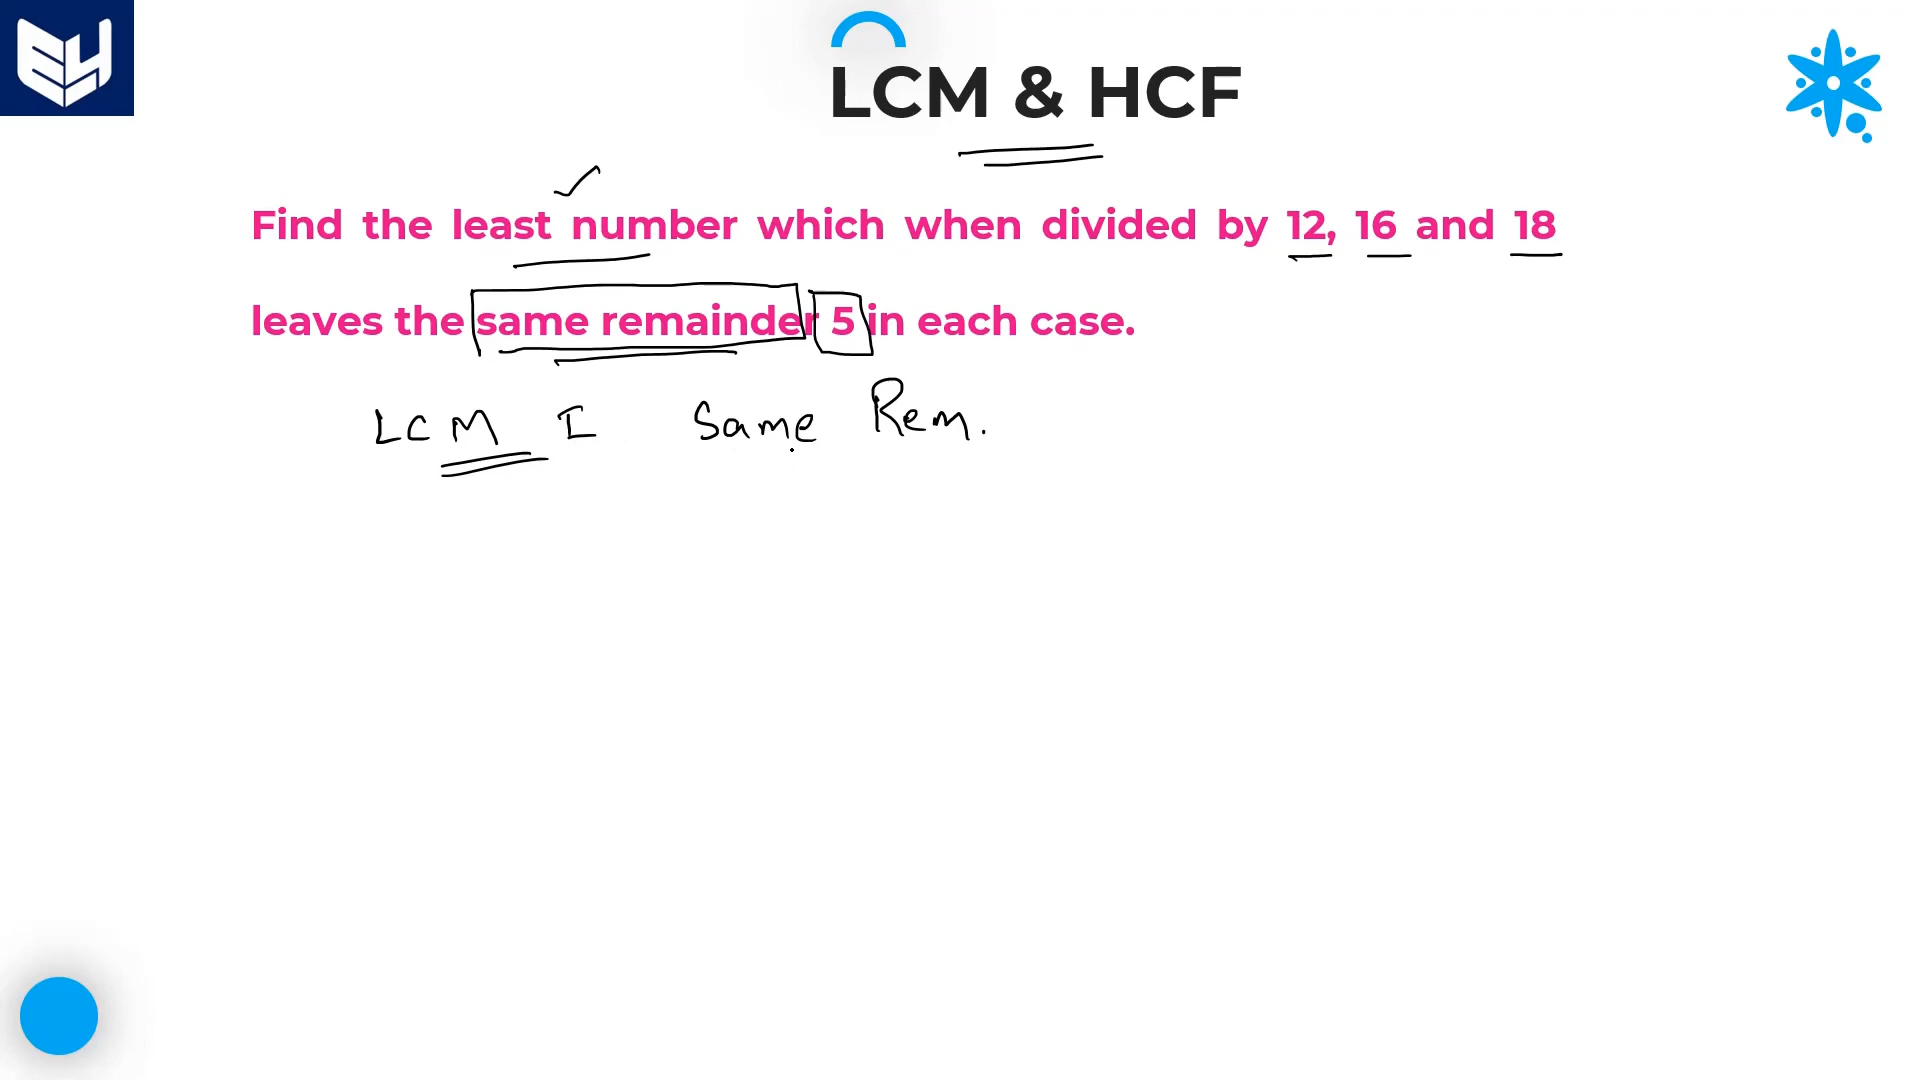 LCM & HCF
Find the least number which when divided by 12, 16 and 18
leaves the same remainder 5 in each case.
LCM I Same Rem.